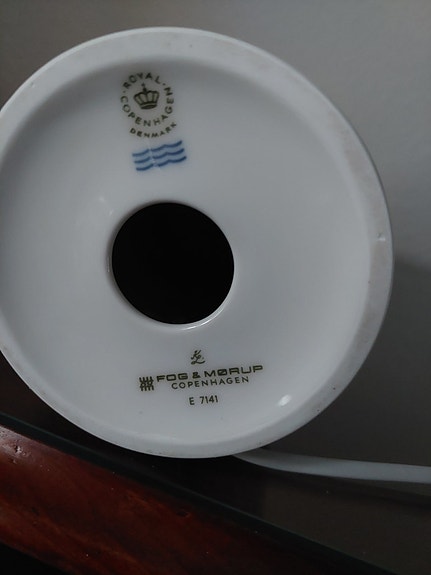 ROYAL COPENHAGEN
DENMARK
FOG & MØRUP
COPENHAGEN
E 7141